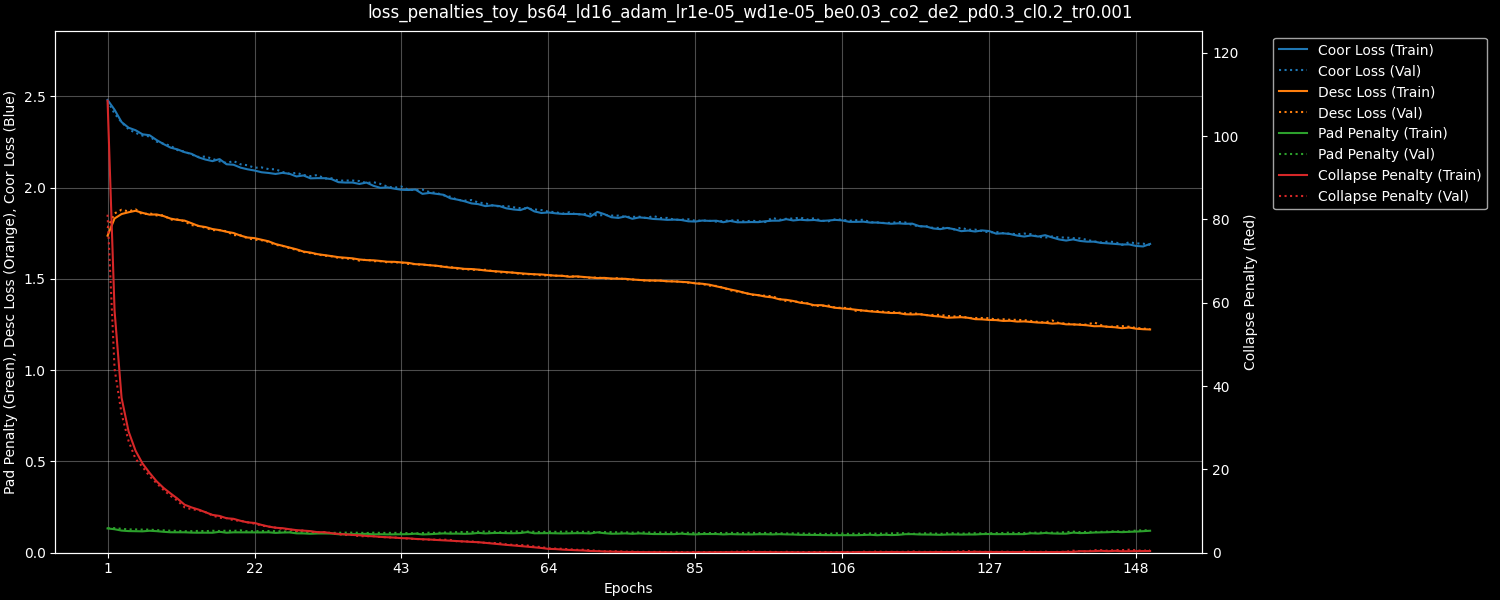 loss_penalties_toy_bs64_ld16_adam_lr1e-05_wd1e-05_be0.03_co2_de2_pd0.3_cl0.2_tr0.001
Pad Penalty (Green), Desc Loss (Orange), Coor Loss (Blue)
2.5
2.0
1.5
1.0
0.5
0.0
1
22
43
64
85
106
127
148
Epochs
120
100
80
60
40
20
0
Collapse Penalty (Red)
Coor Loss (Train)
Coor Loss (Val)
Desc Loss (Train)
Desc Loss (Val)
Pad Penalty (Train)
Pad Penalty (Val)
Collapse Penalty (Train)
Collapse Penalty (Val)